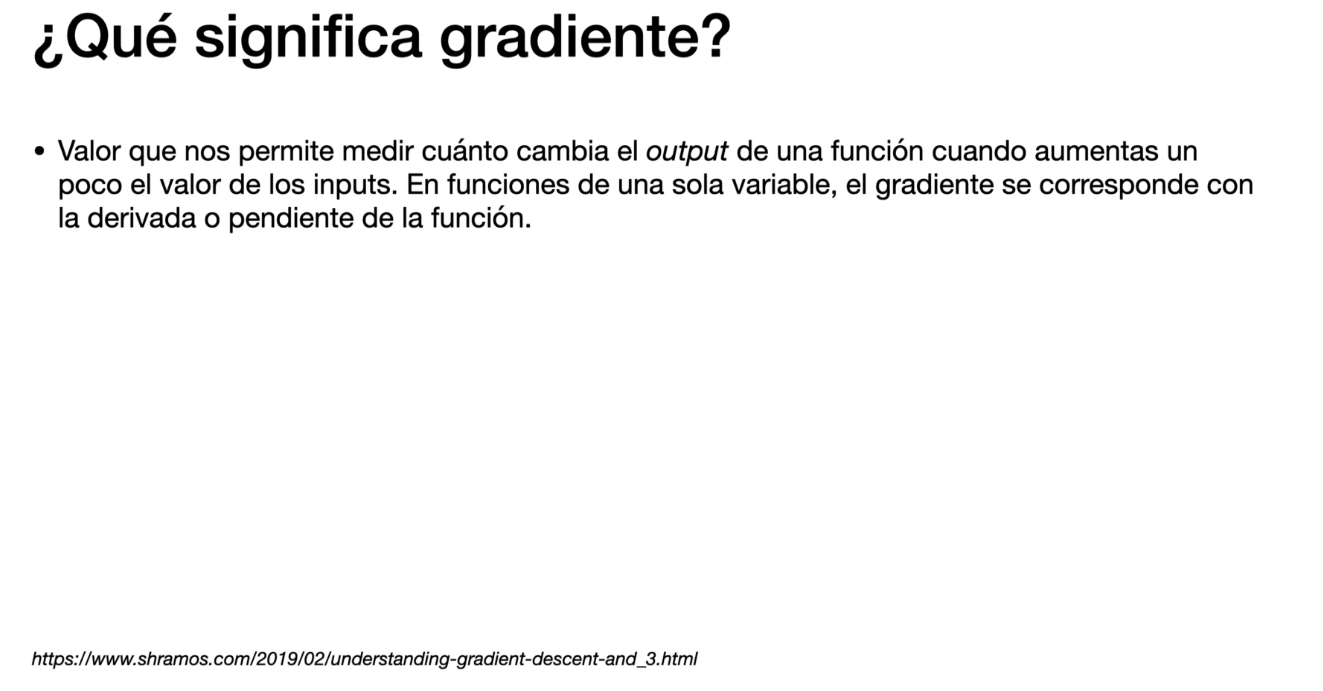 ¿Qué significa gradiente?
• Valor que nos permite medir cuánto cambia el output de una función cuando aumentas un
poco el valor de los inputs. En funciones de una sola variable, el gradiente se corresponde con
la derivada o pendiente de la función.
https://www.shramos.com/2019/02/understanding-gradient-descent-and_3.html